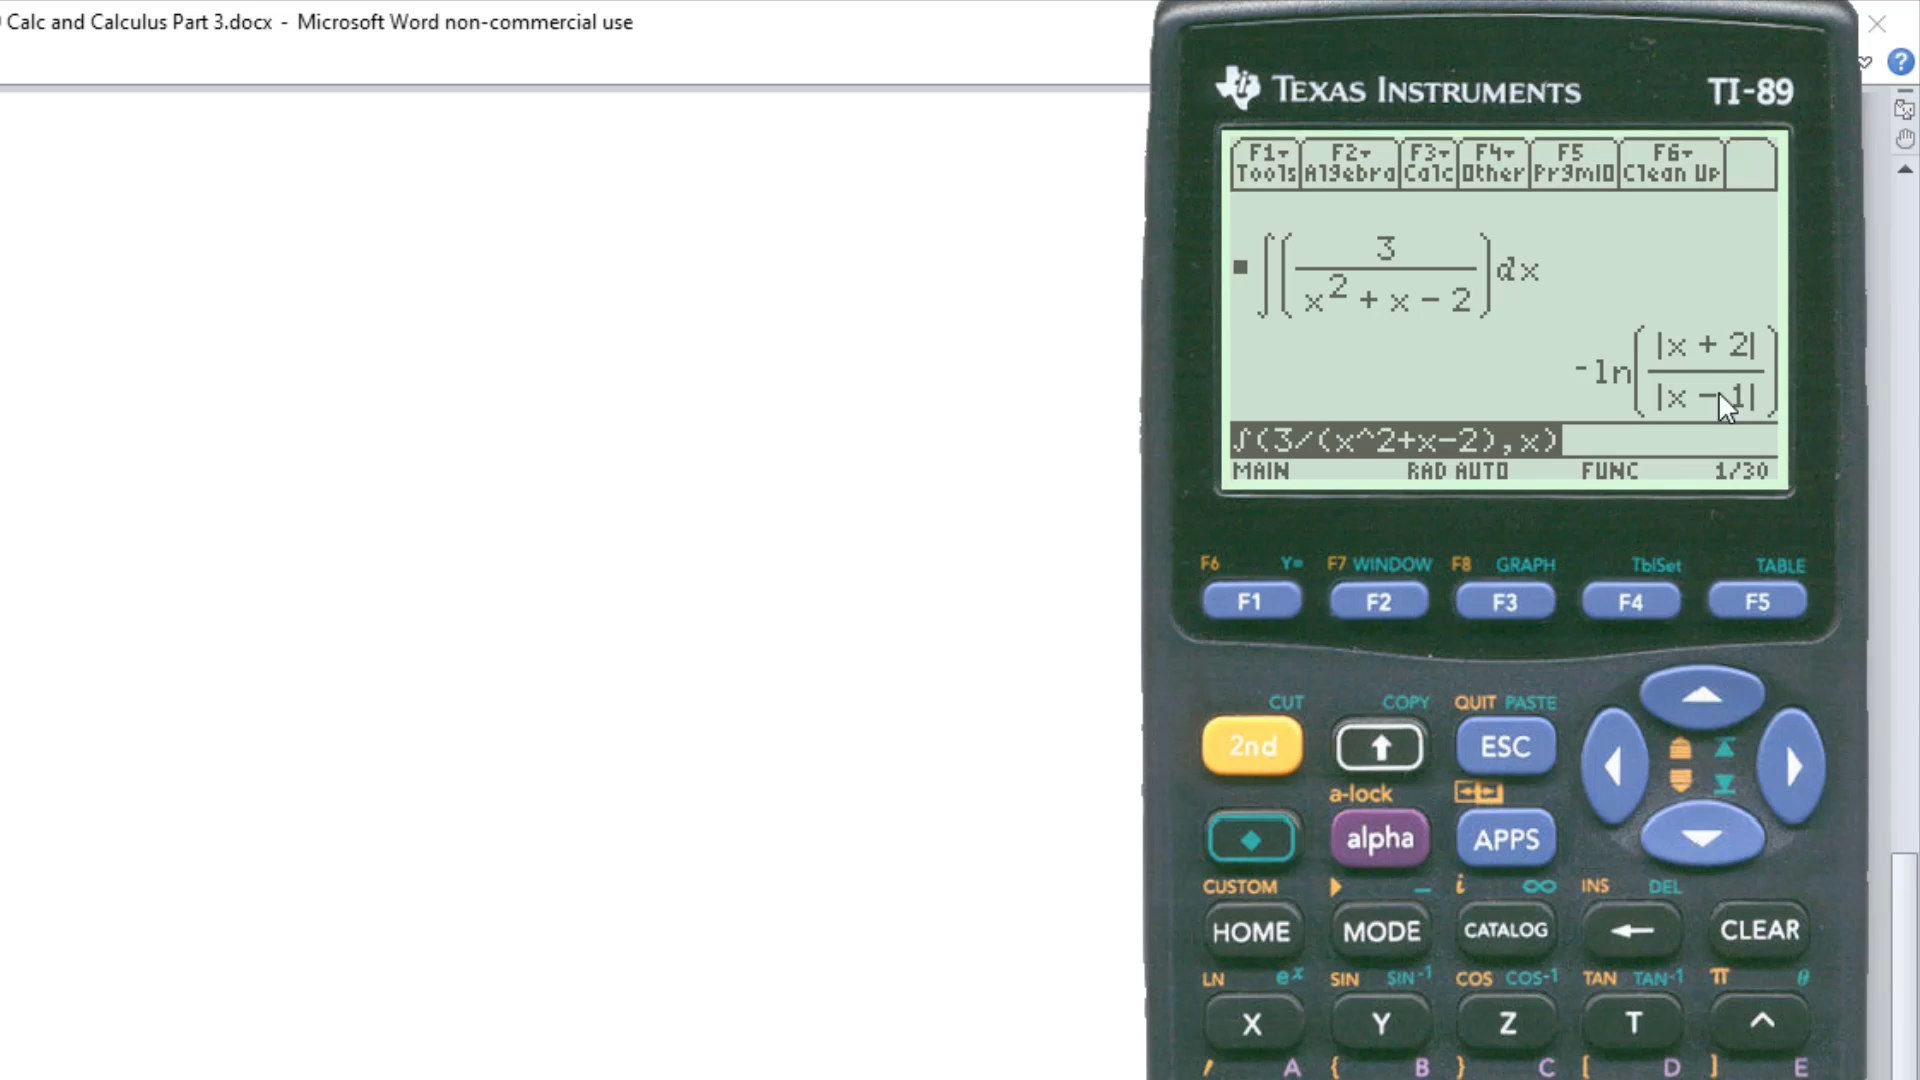 Calc and Calculus Part 3.docx - Microsoft Word non-commercial use
?
TEXAS INSTRUMENTS TI-89
F1 F2 F3 F4 F5 F6
Tools Algebra Calc Other PrgmIO Clean Up
∫(3/(x² + x - 2))dx
-ln(|x + 2|/|x - 1|)
∫(3/(x^2+x-2),x)
MAIN RAD AUTO FUNC 1/30
F6 Y= F7 WINDOW F8 GRAPH TblSet TABLE
F1 F2 F3 F4 F5
CUT COPY QUIT PASTE
2nd ESC
a-lock
alpha APPS
CUSTOM i ∞ INS DEL
HOME MODE CATALOG ← CLEAR
LN eˣ SIN SIN⁻¹ COS COS⁻¹ TAN TAN⁻¹ π θ
X Y Z T ^
A { B } C [ D ] E